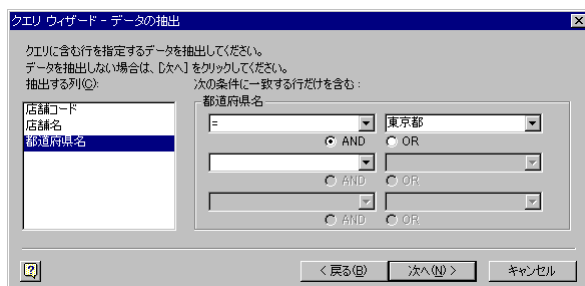 クエリ ウィザード - データの抽出
クエリに含む行を指定するデータを抽出してください。
データを抽出しない場合は、[次へ] をクリックしてください。
抽出する列(C):
次の条件に一致する行だけを含む :
店舗コード
店舗名
都道府県名
都道府県名
=
東京都
AND
OR
AND
OR
AND
OR
< 戻る(B)
次へ(N) >
キャンセル